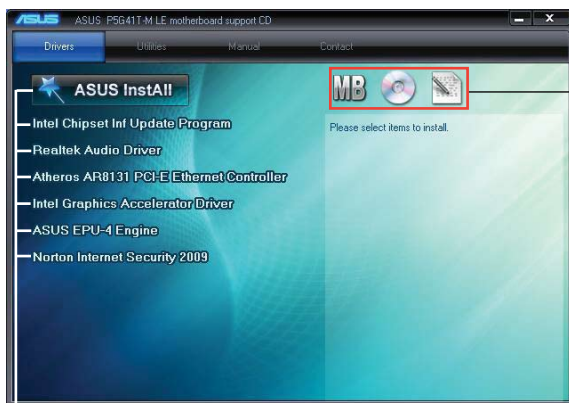 ASUS ASUS P5G41T-M LE motherboard support CD
Drivers Utilities Manual Contact
ASUS InstAll
MB
Please select items to install.
Intel Chipset Inf Update Program
Realtek Audio Driver
Atheros AR8131 PCI-E Ethernet Controller
Intel Graphics Accelerator Driver
ASUS EPU-4 Engine
Norton Internet Security 2009